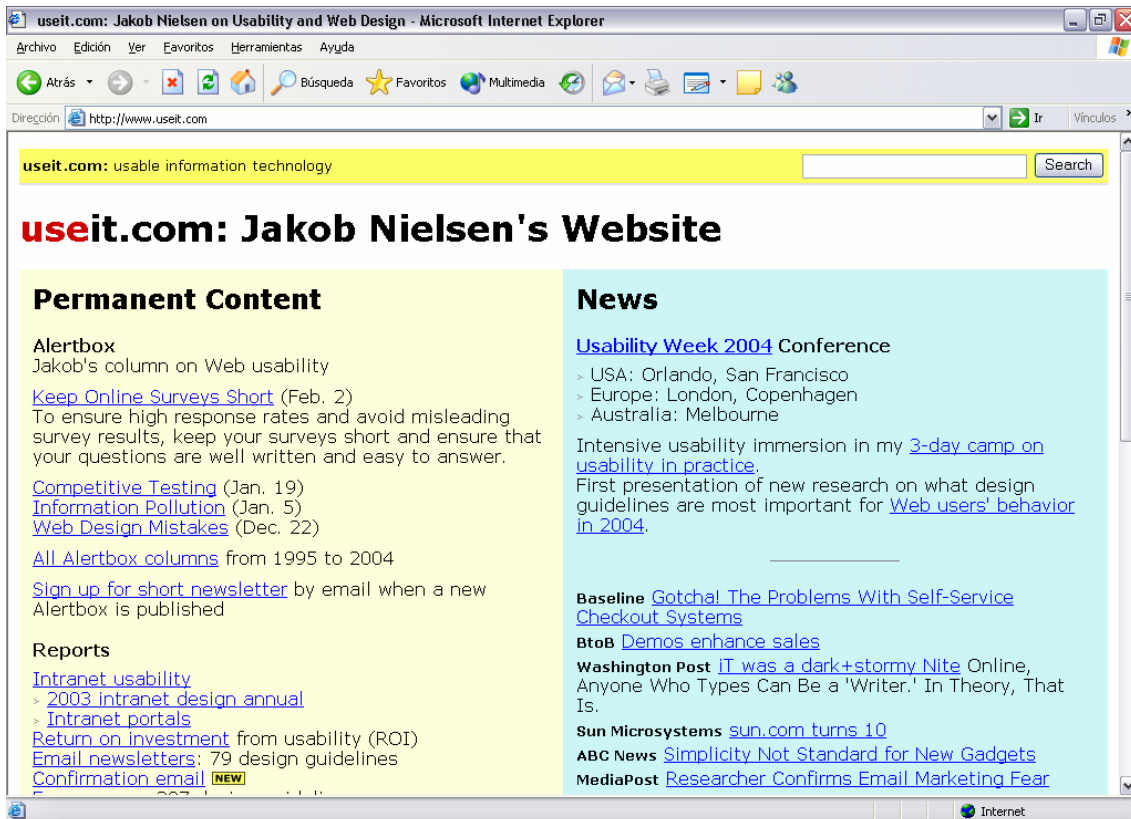 useit.com: Jakob Nielsen on Usability and Web Design - Microsoft Internet Explorer
Archivo Edición Ver Favoritos Herramientas Ayuda
Atrás Búsqueda Favoritos Multimedia
Dirección http://www.useit.com Ir Vínculos
useit.com: usable information technology Search
useit.com: Jakob Nielsen's Website
Permanent Content
Alertbox
Jakob's column on Web usability
Keep Online Surveys Short (Feb. 2)
To ensure high response rates and avoid misleading
survey results, keep your surveys short and ensure that
your questions are well written and easy to answer.
Competitive Testing (Jan. 19)
Information Pollution (Jan. 5)
Web Design Mistakes (Dec. 22)
All Alertbox columns from 1995 to 2004
Sign up for short newsletter by email when a new
Alertbox is published
Reports
Intranet usability
> 2003 intranet design annual
> Intranet portals
Return on investment from usability (ROI)
Email newsletters: 79 design guidelines
Confirmation email NEW
News
Usability Week 2004 Conference
> USA: Orlando, San Francisco
> Europe: London, Copenhagen
> Australia: Melbourne
Intensive usability immersion in my 3-day camp on
usability in practice.
First presentation of new research on what design
guidelines are most important for Web users' behavior
in 2004.
Baseline Gotcha! The Problems With Self-Service
Checkout Systems
BtoB Demos enhance sales
Washington Post iT was a dark+stormy Nite Online,
Anyone Who Types Can Be a 'Writer.' In Theory, That
Is.
Sun Microsystems sun.com turns 10
ABC News Simplicity Not Standard for New Gadgets
MediaPost Researcher Confirms Email Marketing Fear
Internet